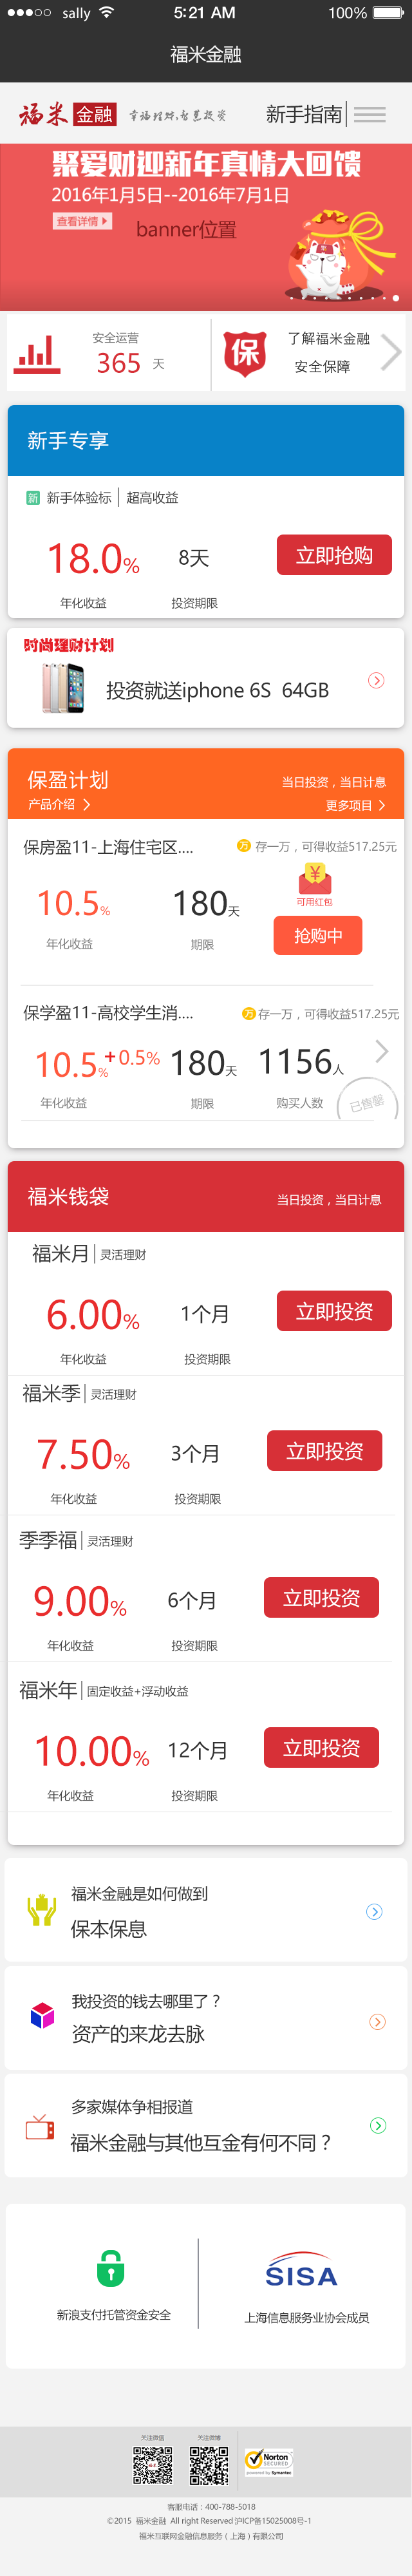 sally 5:21 AM 100%
福米金融
福米 金融 幸福理财,智慧投资 新手指南
聚爱财迎新年真情大回馈
2016年1月5日--2016年7月1日
查看详情
banner位置
安全运营
365 天
保
了解福米金融
安全保障
新手专享
新 新手体验标 超高收益
18.0% 8天 立即抢购
年化收益 投资期限
时尚理财计划
投资就送iphone 6S 64GB
保盈计划 当日投资，当日计息
产品介绍 更多项目
保房盈11-上海住宅区.... 万 存一万，可得收益517.25元
¥
可用红包
10.5% 180天 抢购中
年化收益 期限
保学盈11-高校学生消.... 万 存一万，可得收益517.25元
10.5% +0.5% 180天 1156人
年化收益 期限 购买人数 已售罄
福米钱袋 当日投资，当日计息
福米月 灵活理财
6.00% 1个月 立即投资
年化收益 投资期限
福米季 灵活理财
7.50% 3个月 立即投资
年化收益 投资期限
季季福 灵活理财
9.00% 6个月 立即投资
年化收益 投资期限
福米年 固定收益+浮动收益
10.00% 12个月 立即投资
年化收益 投资期限
福米金融是如何做到
保本保息
我投资的钱去哪里了？
资产的来龙去脉
多家媒体争相报道
福米金融与其他互金有何不同？
SISA
新浪支付托管资金安全 上海信息服务业协会成员
关注微信 关注微博
Norton
SECURED
powered by Symantec
客服电话：400-788-5018
©2015 福米金融 All right Reserved 沪ICP备15025008号-1
福米互联网金融信息服务（上海）有限公司